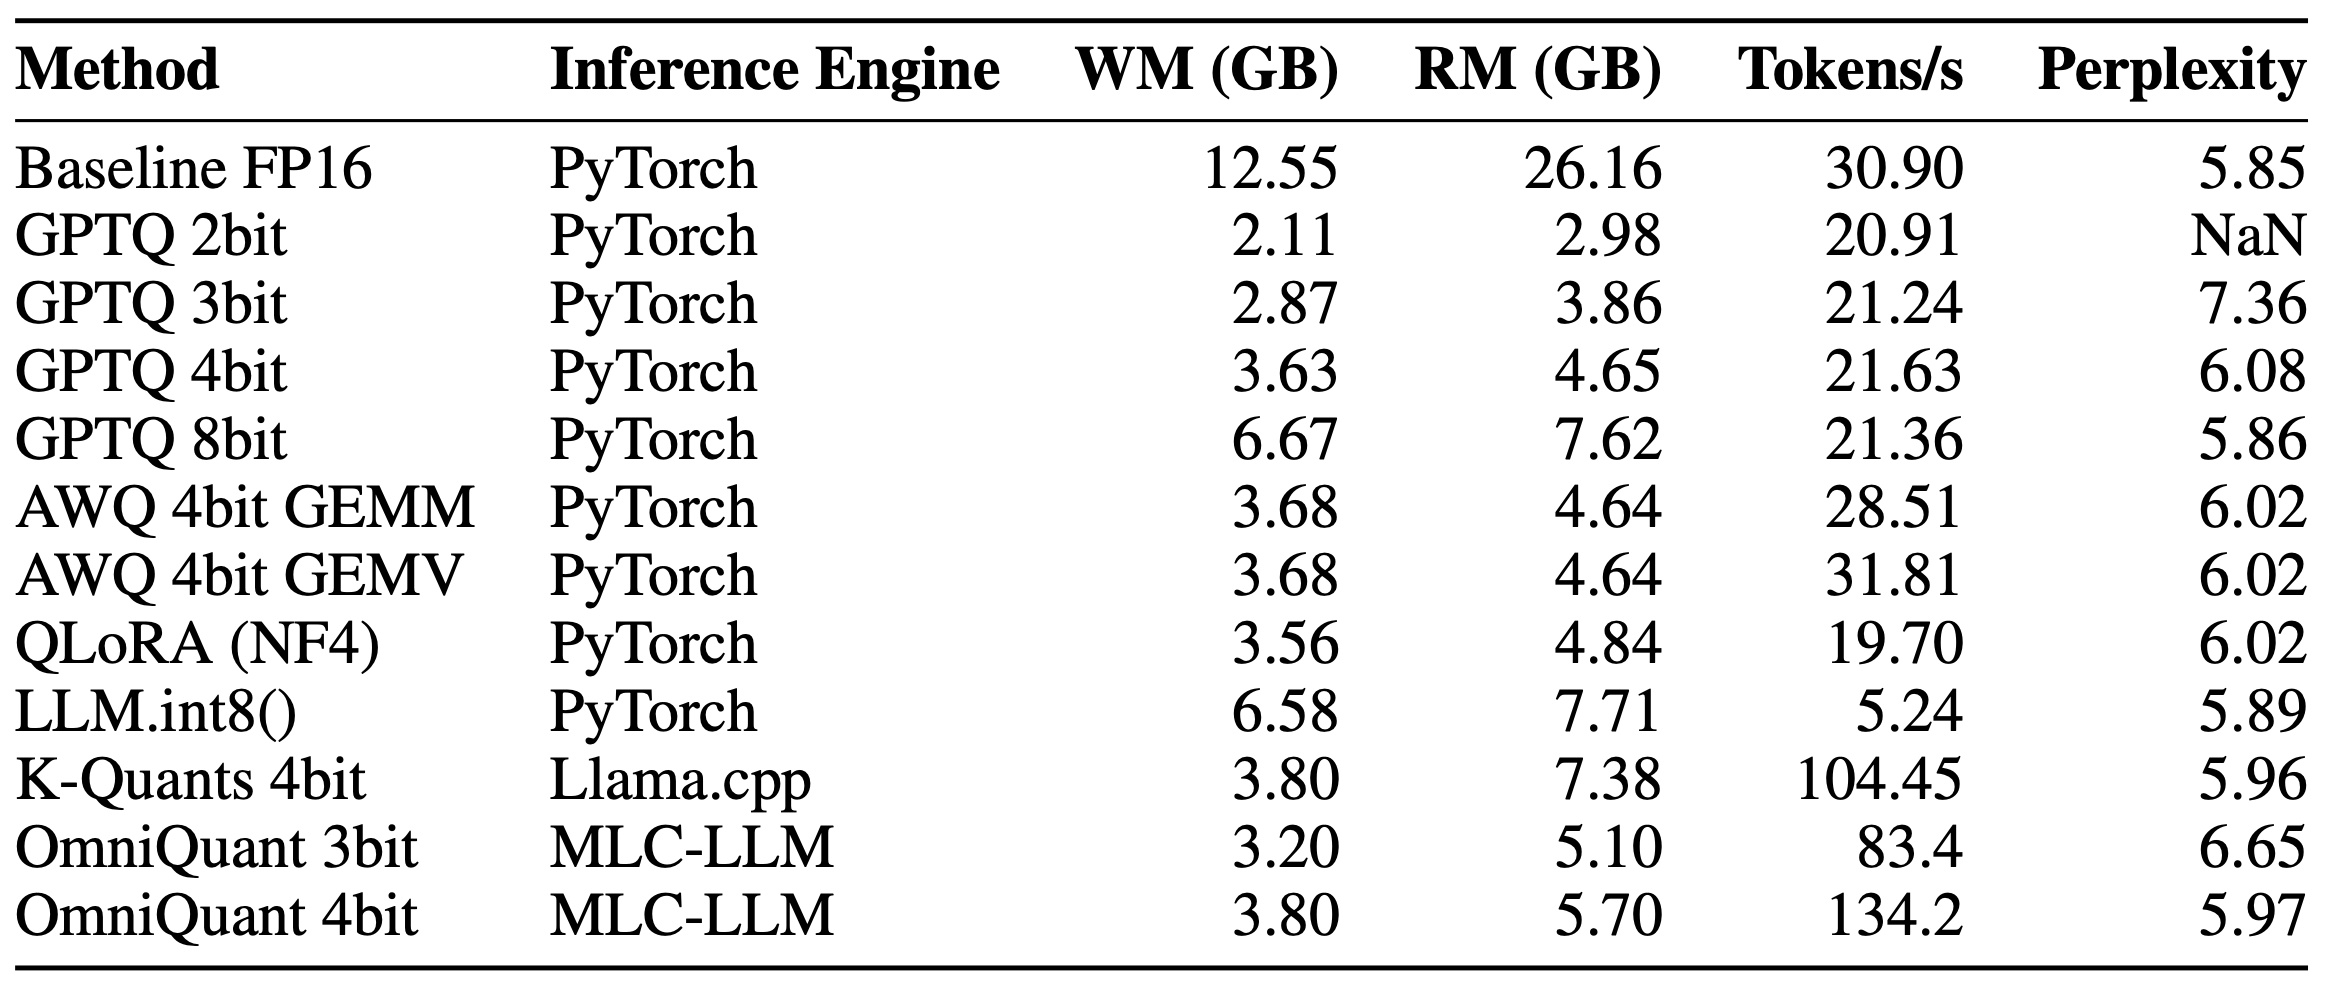 Method Inference Engine WM (GB) RM (GB) Tokens/s Perplexity
Baseline FP16 PyTorch 12.55 26.16 30.90 5.85
GPTQ 2bit PyTorch 2.11 2.98 20.91 NaN
GPTQ 3bit PyTorch 2.87 3.86 21.24 7.36
GPTQ 4bit PyTorch 3.63 4.65 21.63 6.08
GPTQ 8bit PyTorch 6.67 7.62 21.36 5.86
AWQ 4bit GEMM PyTorch 3.68 4.64 28.51 6.02
AWQ 4bit GEMV PyTorch 3.68 4.64 31.81 6.02
QLoRA (NF4) PyTorch 3.56 4.84 19.70 6.02
LLM.int8() PyTorch 6.58 7.71 5.24 5.89
K-Quants 4bit Llama.cpp 3.80 7.38 104.45 5.96
OmniQuant 3bit MLC-LLM 3.20 5.10 83.4 6.65
OmniQuant 4bit MLC-LLM 3.80 5.70 134.2 5.97